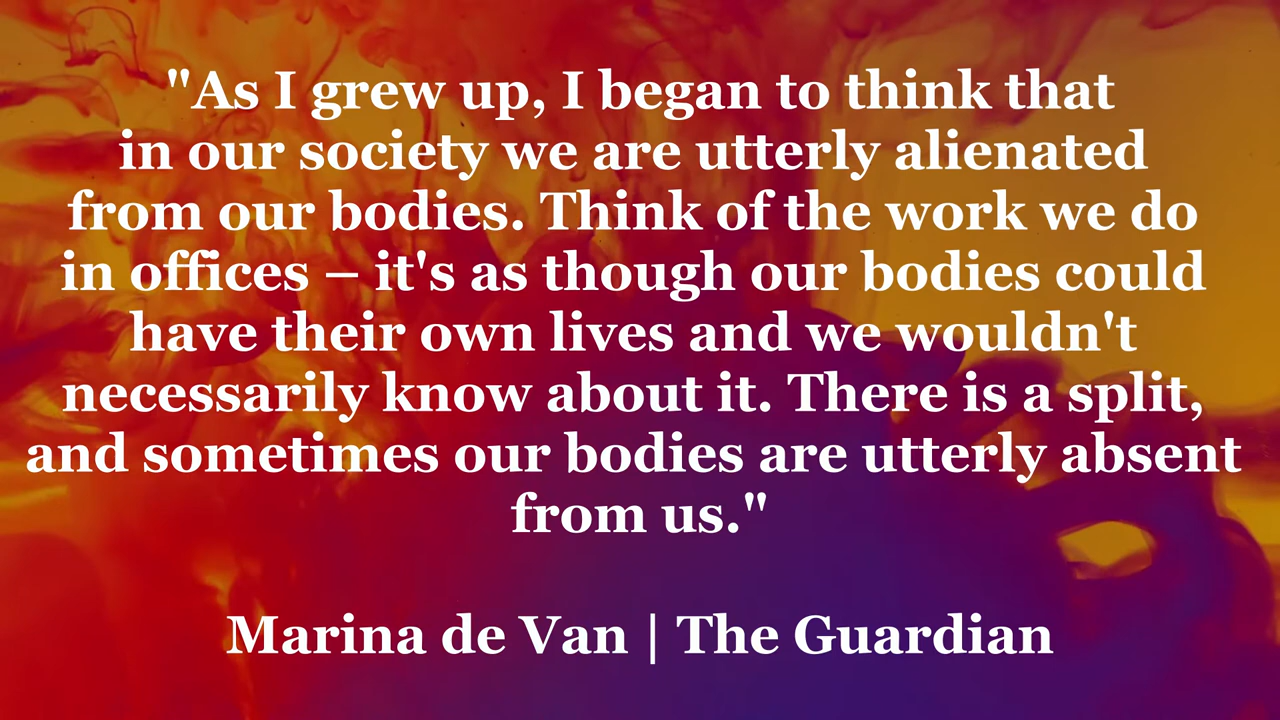 "As I grew up, I began to think that
in our society we are utterly alienated
from our bodies. Think of the work we do
in offices – it's as though our bodies could
have their own lives and we wouldn't
necessarily know about it. There is a split,
and sometimes our bodies are utterly absent
from us."
Marina de Van | The Guardian